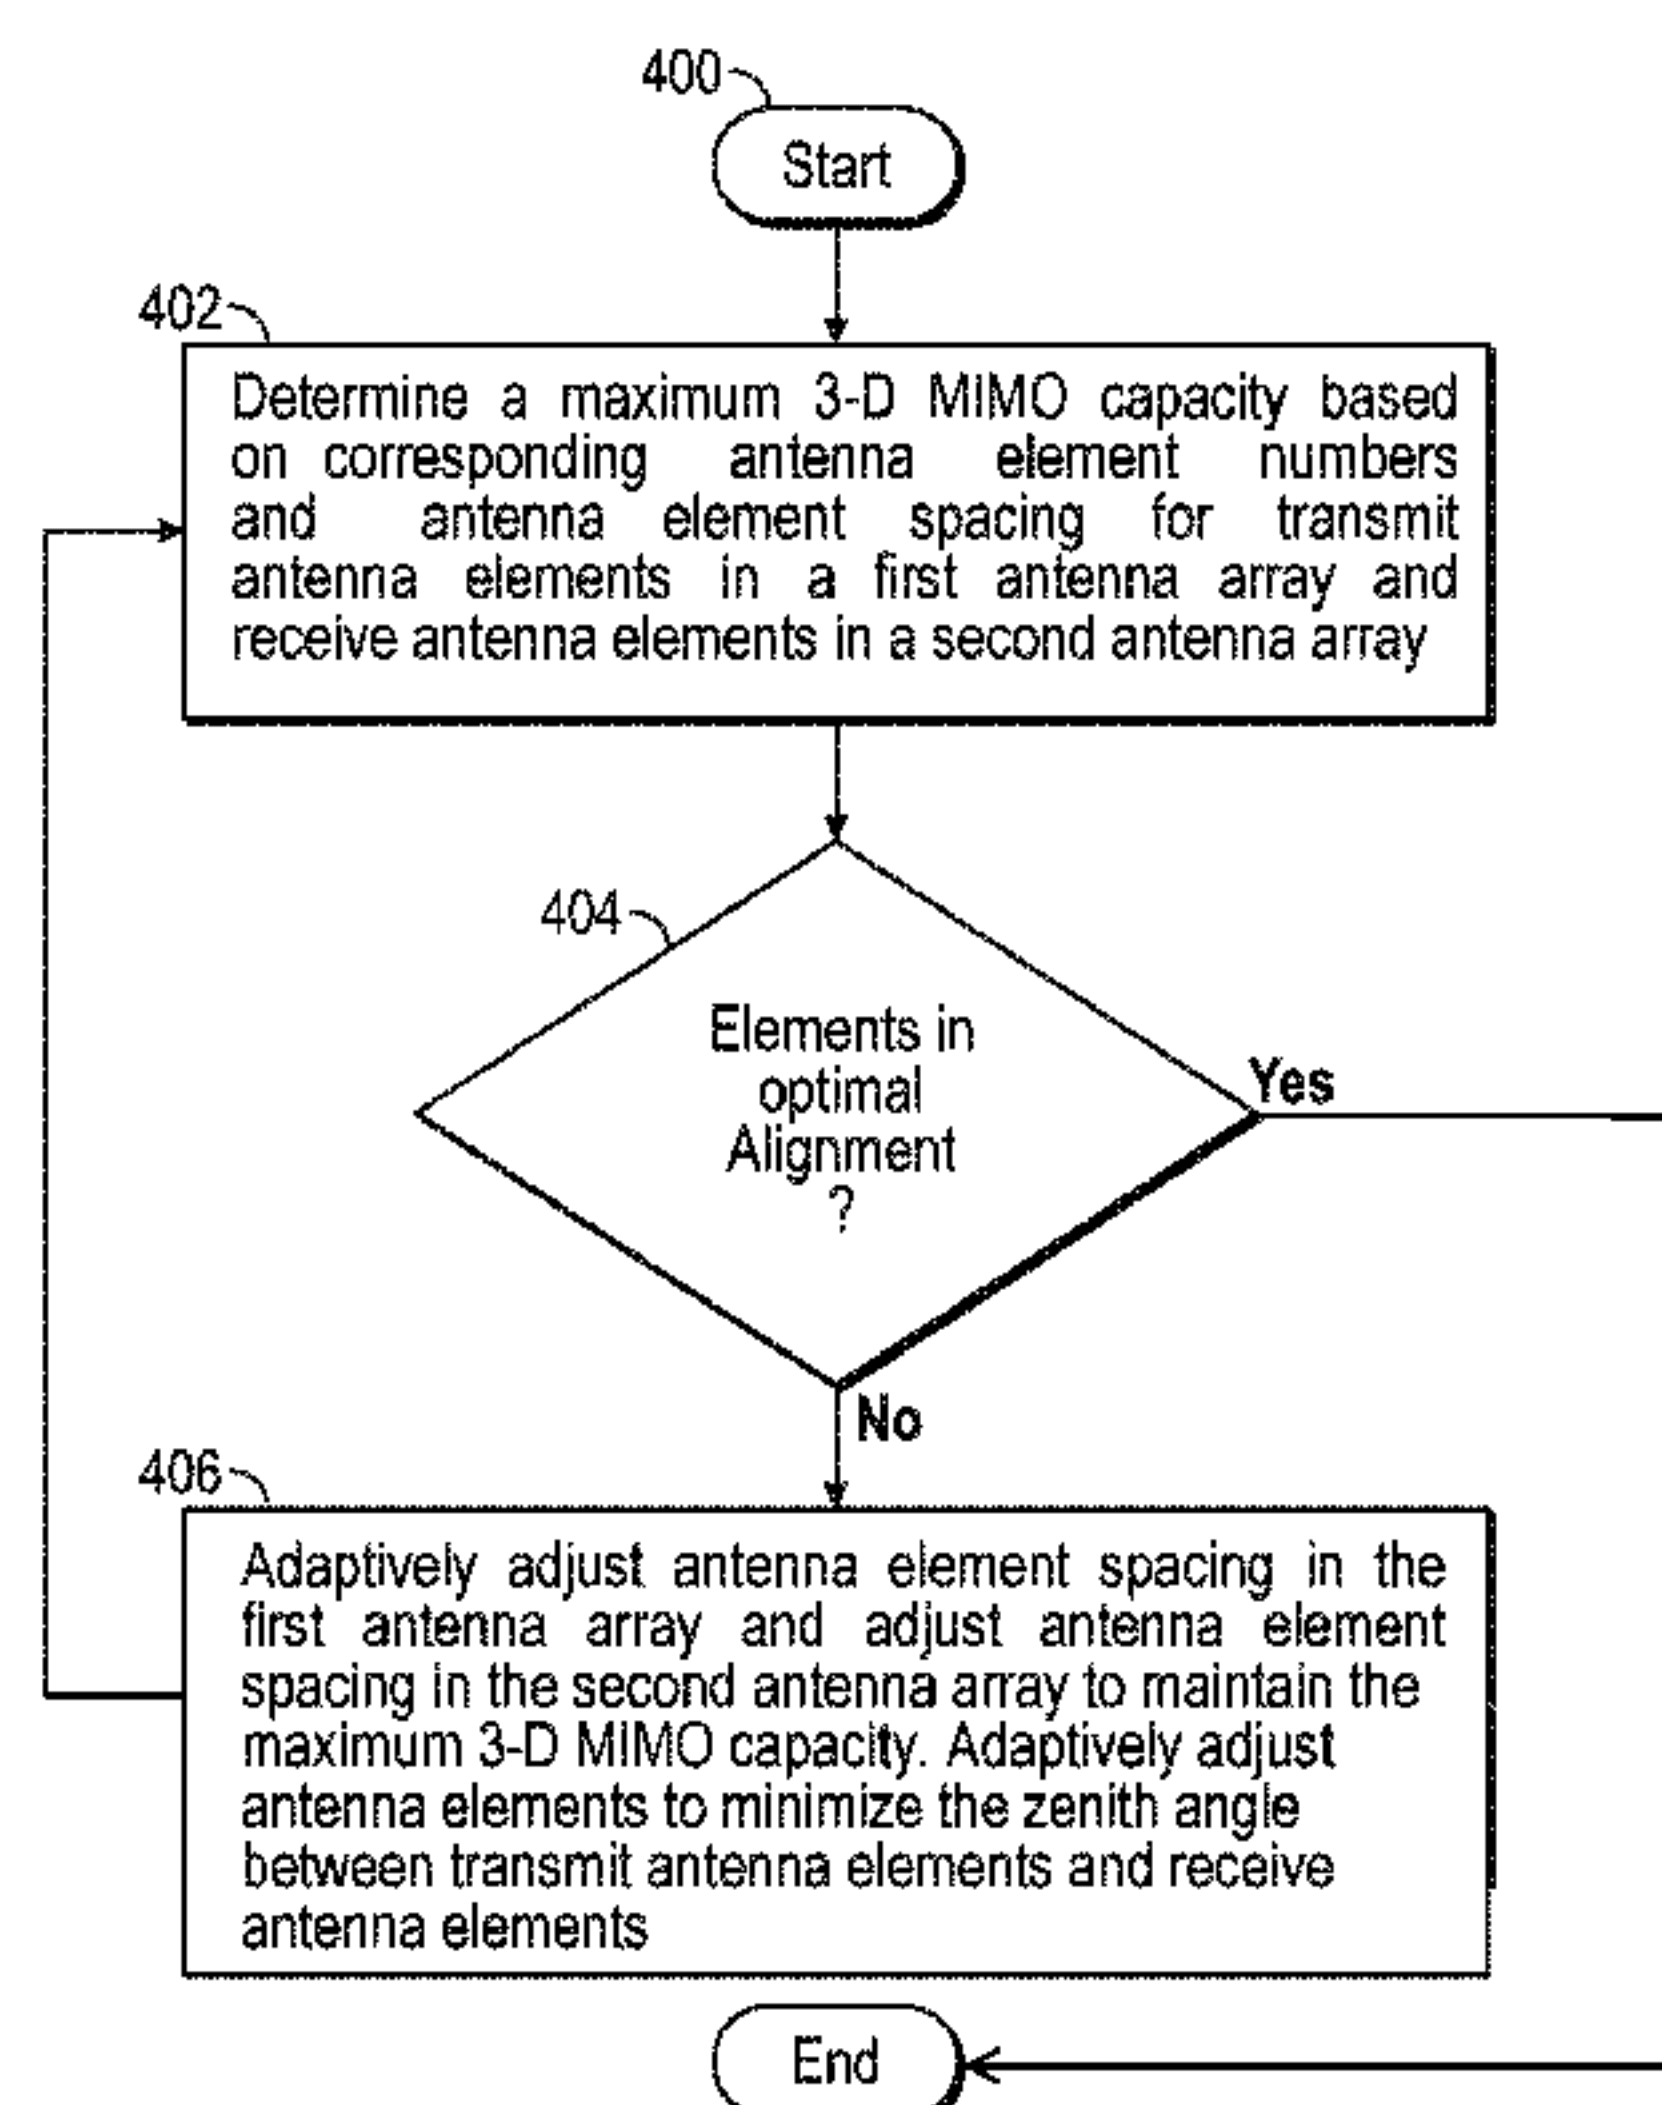 400
Start
402
Determine a maximum 3-D MIMO capacity based
on corresponding antenna element numbers
and antenna element spacing for transmit
antenna elements in a first antenna array and
receive antenna elements in a second antenna array
404
Elements in
optimal
Alignment
?
Yes
No
406
Adaptively adjust antenna element spacing in the
first antenna array and adjust antenna element
spacing in the second antenna array to maintain the
maximum 3-D MIMO capacity. Adaptively adjust
antenna elements to minimize the zenith angle
between transmit antenna elements and receive
antenna elements
End